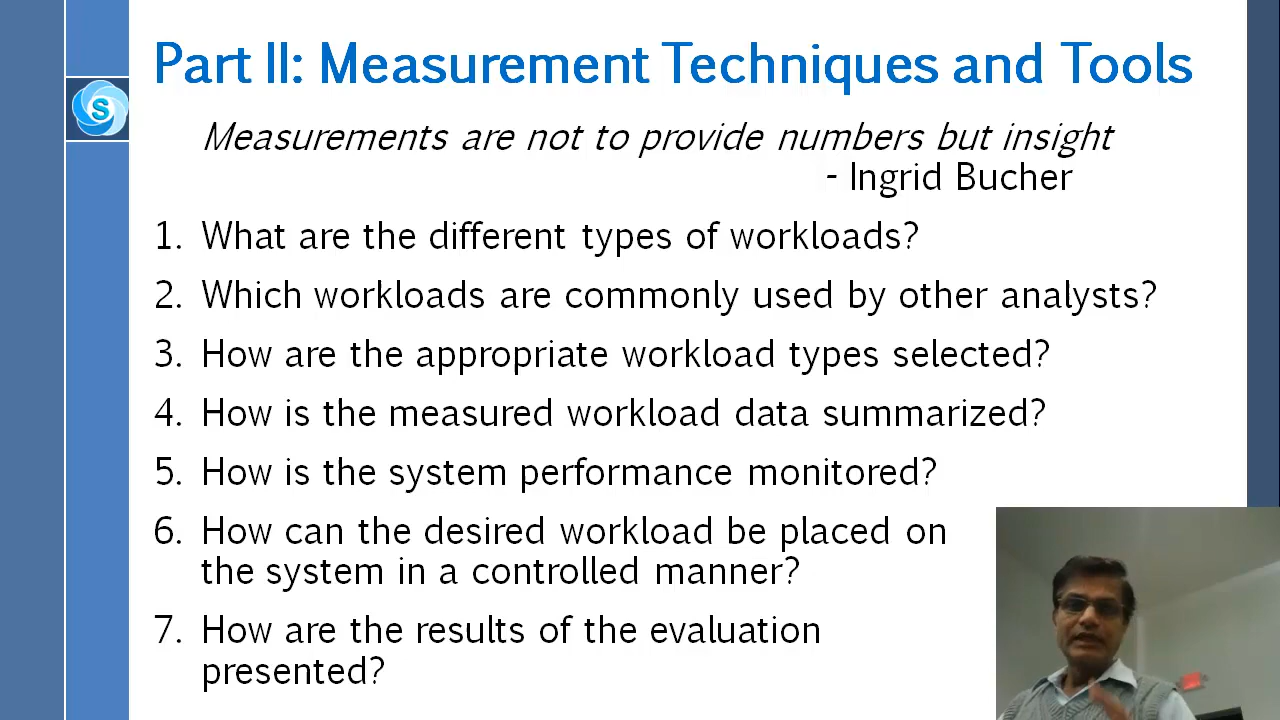 Part II: Measurement Techniques and Tools
S
Measurements are not to provide numbers but insight
- Ingrid Bucher
1. What are the different types of workloads?
2. Which workloads are commonly used by other analysts?
3. How are the appropriate workload types selected?
4. How is the measured workload data summarized?
5. How is the system performance monitored?
6. How can the desired workload be placed on
the system in a controlled manner?
7. How are the results of the evaluation
presented?